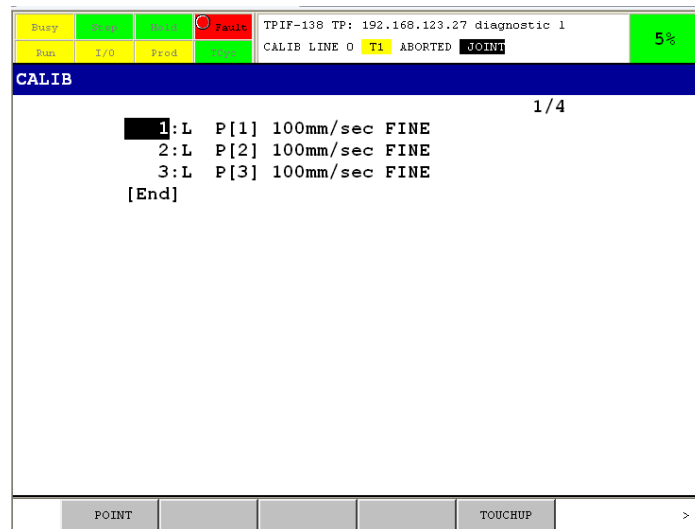 Busy Step Hold Fault TPIF-138 TP: 192.168.123.27 diagnostic l
Run I/O Prod TCyc CALIB LINE 0 T1 ABORTED JOINT 5%
CALIB
1/4
1:L P[1] 100mm/sec FINE
2:L P[2] 100mm/sec FINE
3:L P[3] 100mm/sec FINE
[End]
POINT TOUCHUP >